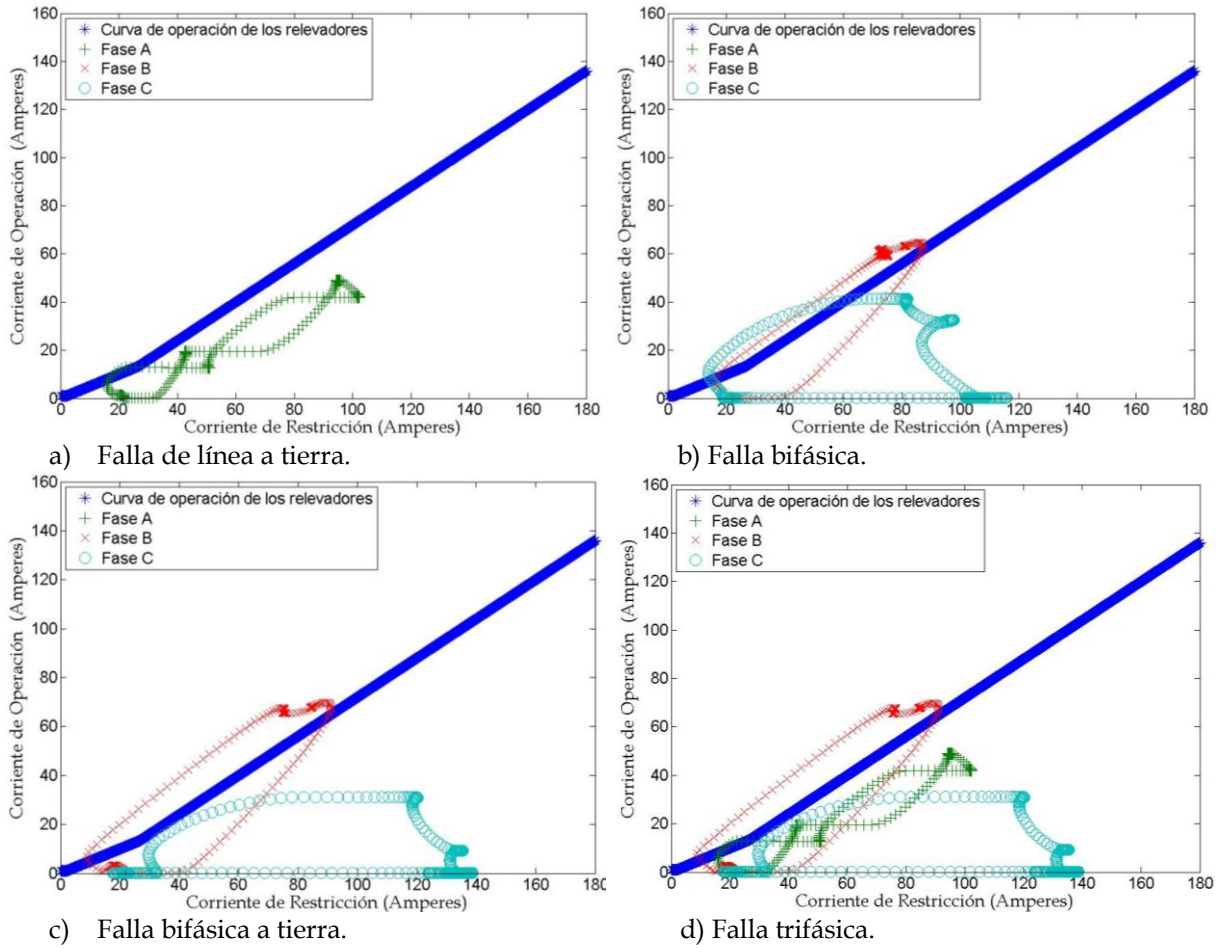 160
140
120
100
80
60
40
20
0
Corriente de Operación (Amperes)
Curva de operación de los relevadores
Fase A
Fase B
Fase C
0 20 40 60 80 100 120 140 160 180
Corriente de Restricción (Amperes)
a) Falla de línea a tierra.
160
140
120
100
80
60
40
20
0
Corriente de Operación (Amperes)
Curva de operación de los relevadores
Fase A
Fase B
Fase C
0 20 40 60 80 100 120 140 160 180
Corriente de Restricción (Amperes)
b) Falla bifásica.
160
140
120
100
80
60
40
20
0
Corriente de Operación (Amperes)
Curva de operación de los relevadores
Fase A
Fase B
Fase C
0 20 40 60 80 100 120 140 160 180
Corriente de Restricción (Amperes)
c) Falla bifásica a tierra.
160
140
120
100
80
60
40
20
0
Corriente de Operación (Amperes)
Curva de operación de los relevadores
Fase A
Fase B
Fase C
0 20 40 60 80 100 120 140 160 180
Corriente de Restricción (Amperes)
d) Falla trifásica.